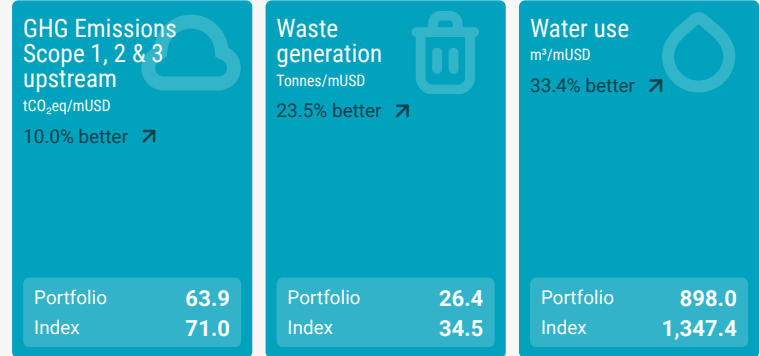 GHG Emissions
Scope 1, 2 & 3
upstream
tCO₂eq/mUSD
10.0% better
Portfolio 63.9
Index 71.0
Waste
generation
Tonnes/mUSD
23.5% better
Portfolio 26.4
Index 34.5
Water use
m³/mUSD
33.4% better
Portfolio 898.0
Index 1,347.4